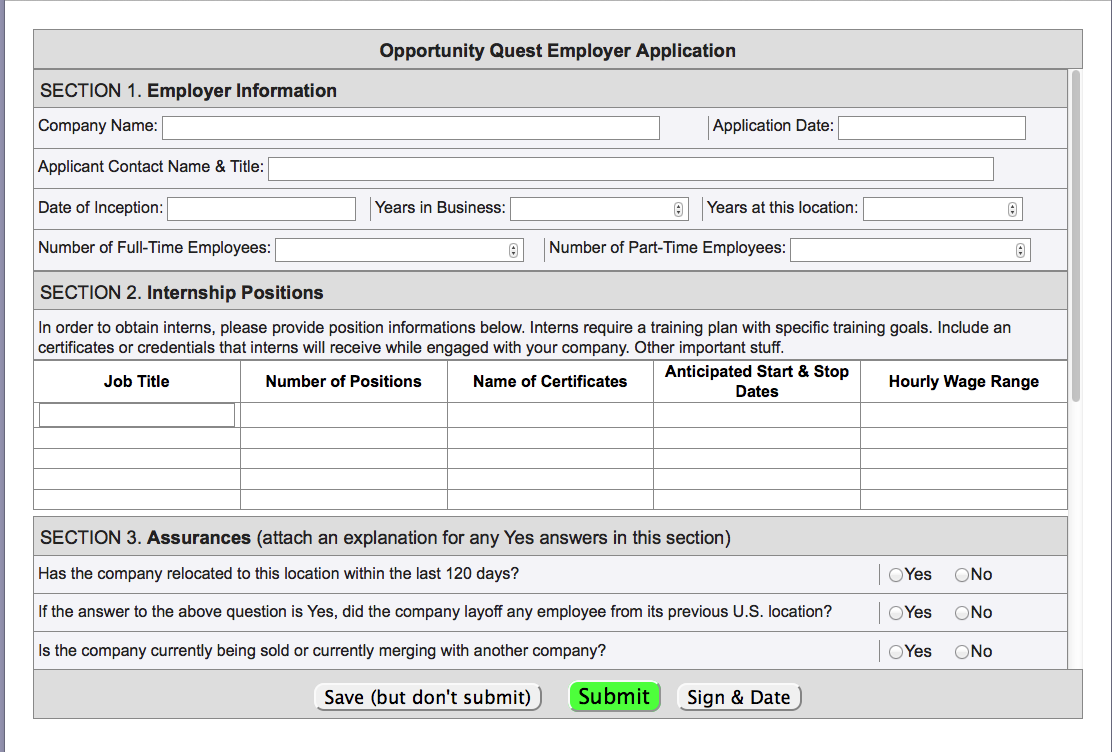 Opportunity Quest Employer Application
SECTION 1. Employer Information
Company Name: Application Date:
Applicant Contact Name & Title:
Date of Inception: Years in Business: Years at this location:
Number of Full-Time Employees: Number of Part-Time Employees:
SECTION 2. Internship Positions
In order to obtain interns, please provide position informations below. Interns require a training plan with specific training goals. Include an
certificates or credentials that interns will receive while engaged with your company. Other important stuff.
Job Title Number of Positions Name of Certificates Anticipated Start & Stop Dates Hourly Wage Range
SECTION 3. Assurances (attach an explanation for any Yes answers in this section)
Has the company relocated to this location within the last 120 days? Yes No
If the answer to the above question is Yes, did the company layoff any employee from its previous U.S. location? Yes No
Is the company currently being sold or currently merging with another company? Yes No
Save (but don't submit) Submit Sign & Date